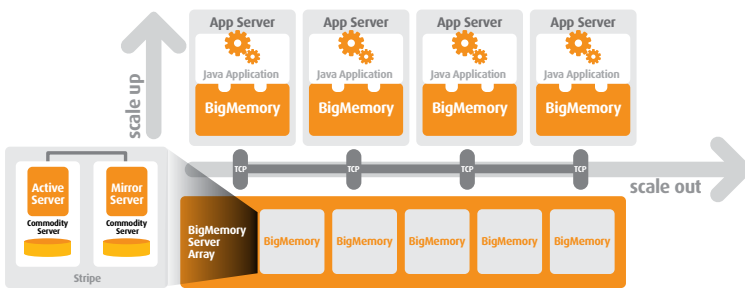 App Server
App Server
App Server
App Server
Java Application
Java Application
Java Application
Java Application
BigMemory
BigMemory
BigMemory
BigMemory
scale up
TCP
TCP
TCP
TCP
scale out
Active
Server
Mirror
Server
Commodity
Server
Commodity
Server
Stripe
BigMemory
Server
Array
BigMemory
BigMemory
BigMemory
BigMemory
BigMemory